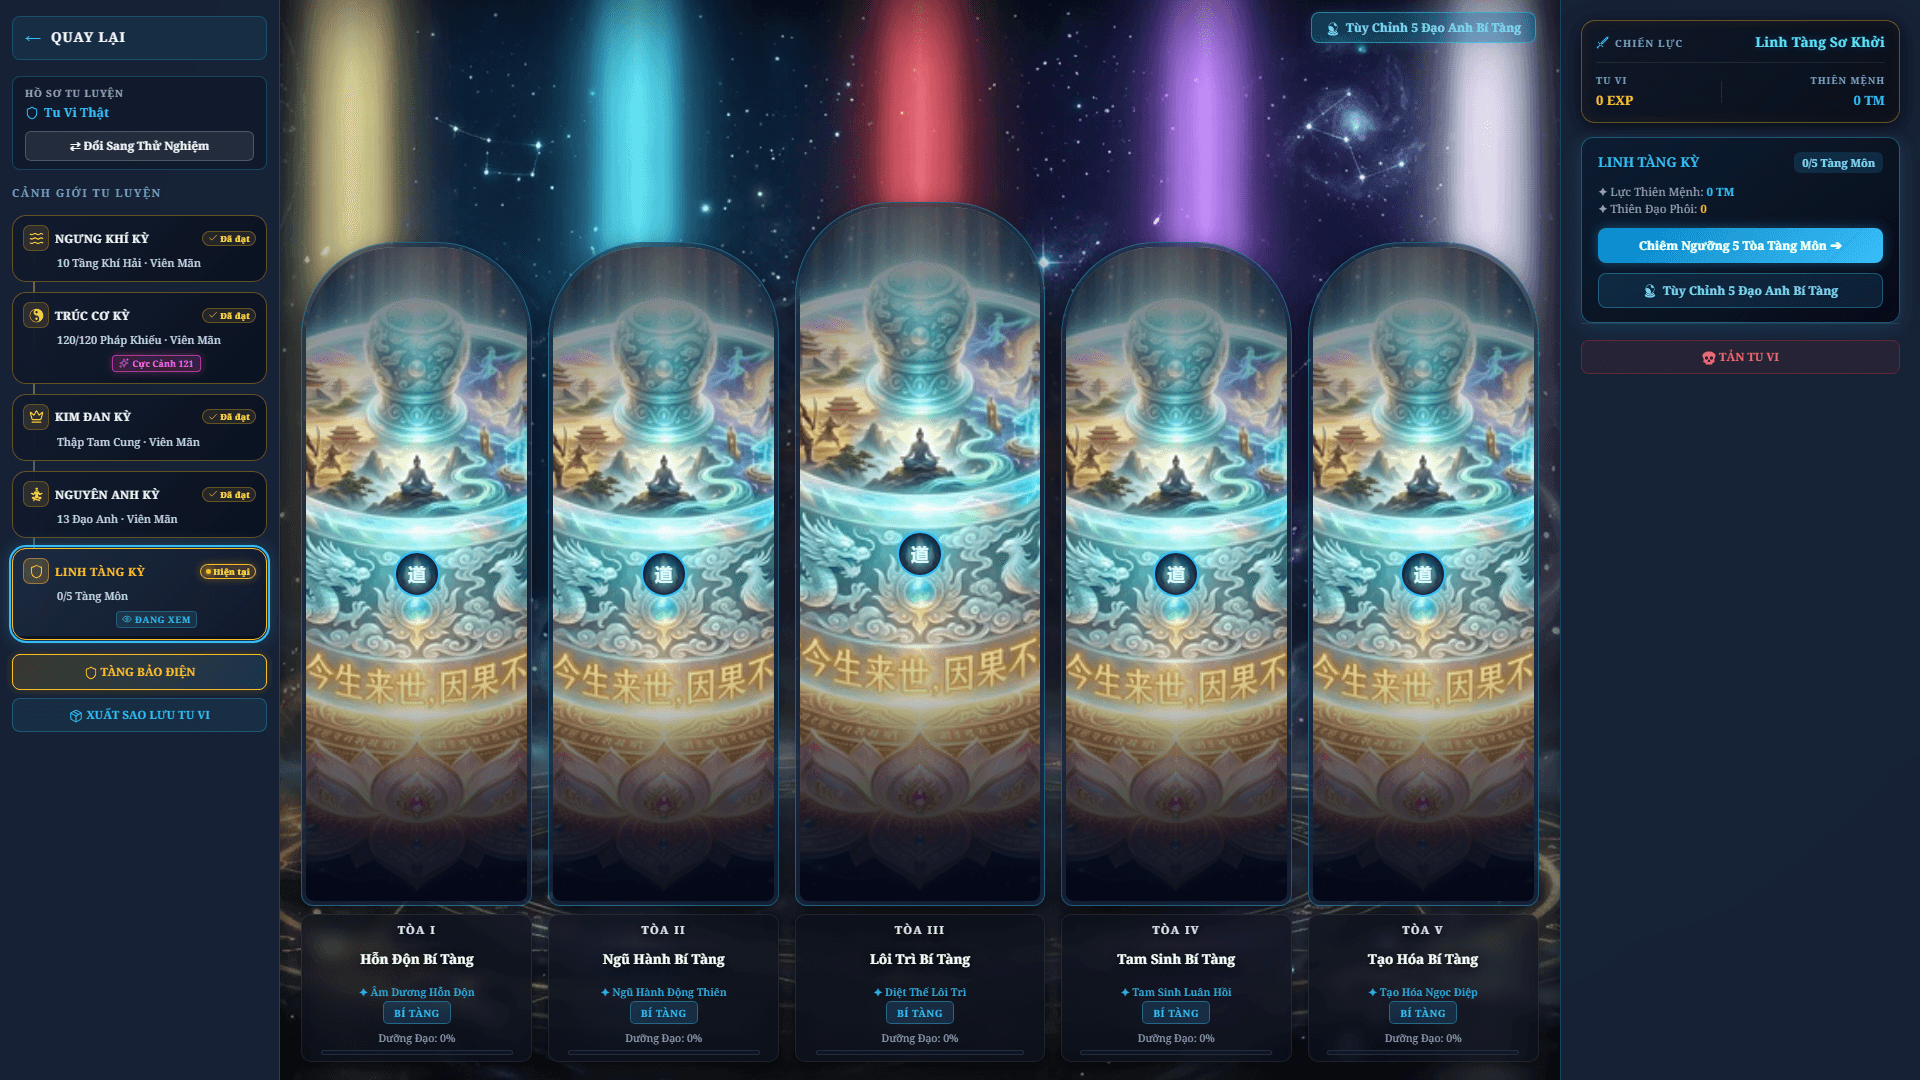 ← QUAY LẠI
HỒ SƠ TU LUYỆN
Tu Vi Thật
⇄ Đổi Sang Thử Nghiệm
CẢNH GIỚI TU LUYỆN
NGƯNG KHÍ KỲ
✓ Đã đạt
10 Tầng Khí Hải · Viên Mãn
TRÚC CƠ KỲ
✓ Đã đạt
120/120 Pháp Khiếu · Viên Mãn
Cực Cảnh 121
KIM ĐAN KỲ
✓ Đã đạt
Thập Tam Cung · Viên Mãn
NGUYÊN ANH KỲ
✓ Đã đạt
13 Đạo Anh · Viên Mãn
LINH TÀNG KỲ
Hiện tại
0/5 Tàng Môn
ĐANG XEM
TÀNG BẢO ĐIỆN
XUẤT SAO LƯU TU VI
Tùy Chỉnh 5 Đạo Anh Bí Tàng
道
今生来世,因果不
TÒA I
Hỗn Độn Bí Tàng
✦ Âm Dương Hỗn Độn
BÍ TÀNG
Dưỡng Đạo: 0%
道
今生来世,因果不
TÒA II
Ngũ Hành Bí Tàng
✦ Ngũ Hành Động Thiên
BÍ TÀNG
Dưỡng Đạo: 0%
道
今生来世,因果不
TÒA III
Lôi Trì Bí Tàng
✦ Diệt Thế Lôi Trì
BÍ TÀNG
Dưỡng Đạo: 0%
道
今生来世,因果不
TÒA IV
Tam Sinh Bí Tàng
✦ Tam Sinh Luân Hồi
BÍ TÀNG
Dưỡng Đạo: 0%
道
今生来世,因果不
TÒA V
Tạo Hóa Bí Tàng
✦ Tạo Hóa Ngọc Điệp
BÍ TÀNG
Dưỡng Đạo: 0%
CHIẾN LỰC
Linh Tàng Sơ Khởi
TU VI
THIÊN MỆNH
0 EXP
0 TM
LINH TÀNG KỲ
0/5 Tàng Môn
✦ Lực Thiên Mệnh: 0 TM
✦ Thiên Đạo Phôi: 0
Chiêm Ngưỡng 5 Tòa Tàng Môn ➔
Tùy Chỉnh 5 Đạo Anh Bí Tàng
TÁN TU VI